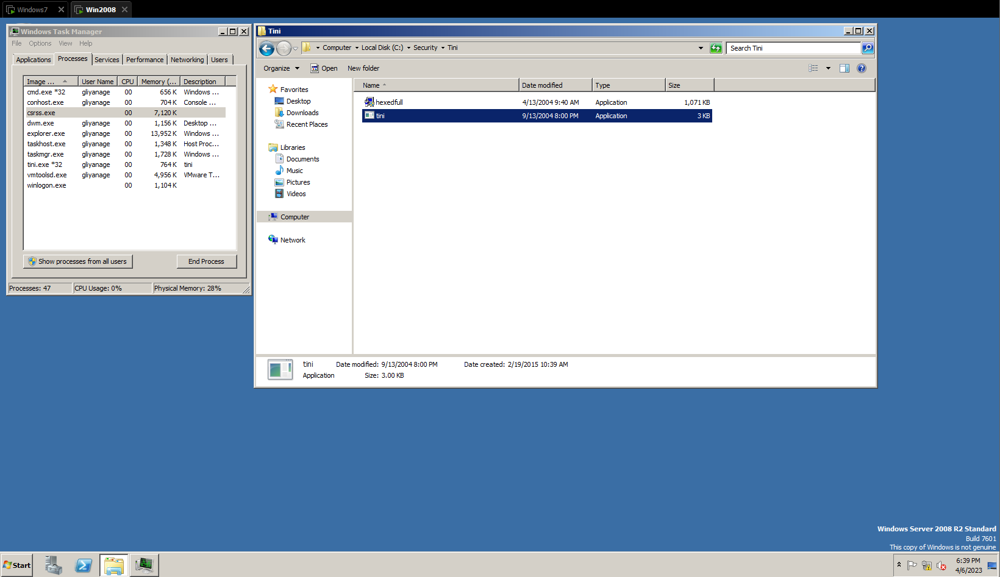 Windows7
Win2008
Windows Task Manager
File Options View Help
Applications Processes Services Performance Networking Users
Image ... User Name CPU Memory (... Description
cmd.exe *32 gliyanage 00 656 K Windows ...
conhost.exe gliyanage 00 704 K Console ...
csrss.exe 00 7,120 K
dwm.exe gliyanage 00 1,156 K Desktop ...
explorer.exe gliyanage 00 13,952 K Windows ...
taskhost.exe gliyanage 00 1,348 K Host Proc...
taskmgr.exe gliyanage 00 1,728 K Windows ...
tini.exe *32 gliyanage 00 764 K tini
vmtoolsd.exe gliyanage 00 4,956 K VMware T...
winlogon.exe 00 1,104 K
Show processes from all users End Process
Processes: 47 CPU Usage: 0% Physical Memory: 28%
Tini
Computer Local Disk (C:) Security Tini
Search Tini
Organize Open New folder
Favorites
Desktop
Downloads
Recent Places
Libraries
Documents
Music
Pictures
Videos
Computer
Network
Name Date modified Type Size
hexedfull 4/13/2004 9:40 AM Application 1,071 KB
tini 9/13/2004 8:00 PM Application 3 KB
tini Date modified: 9/13/2004 8:00 PM Date created: 2/19/2015 10:39 AM
Application Size: 3.00 KB
Windows Server 2008 R2 Standard
Build 7601
This copy of Windows is not genuine
Start
6:39 PM
4/6/2023